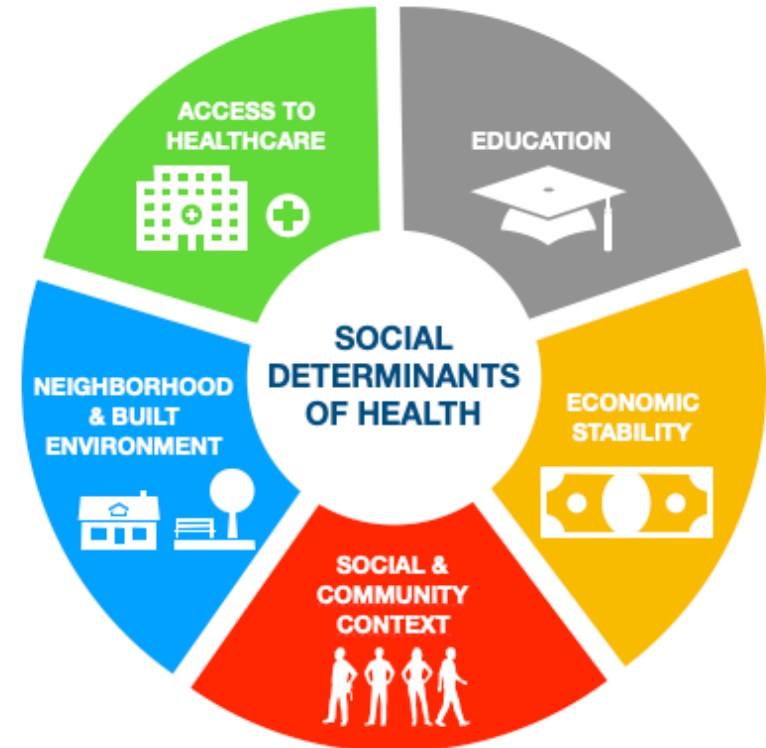 ACCESS TO
HEALTHCARE
EDUCATION
SOCIAL
DETERMINANTS
OF HEALTH
NEIGHBORHOOD
& BUILT
ENVIRONMENT
ECONOMIC
STABILITY
SOCIAL &
COMMUNITY
CONTEXT